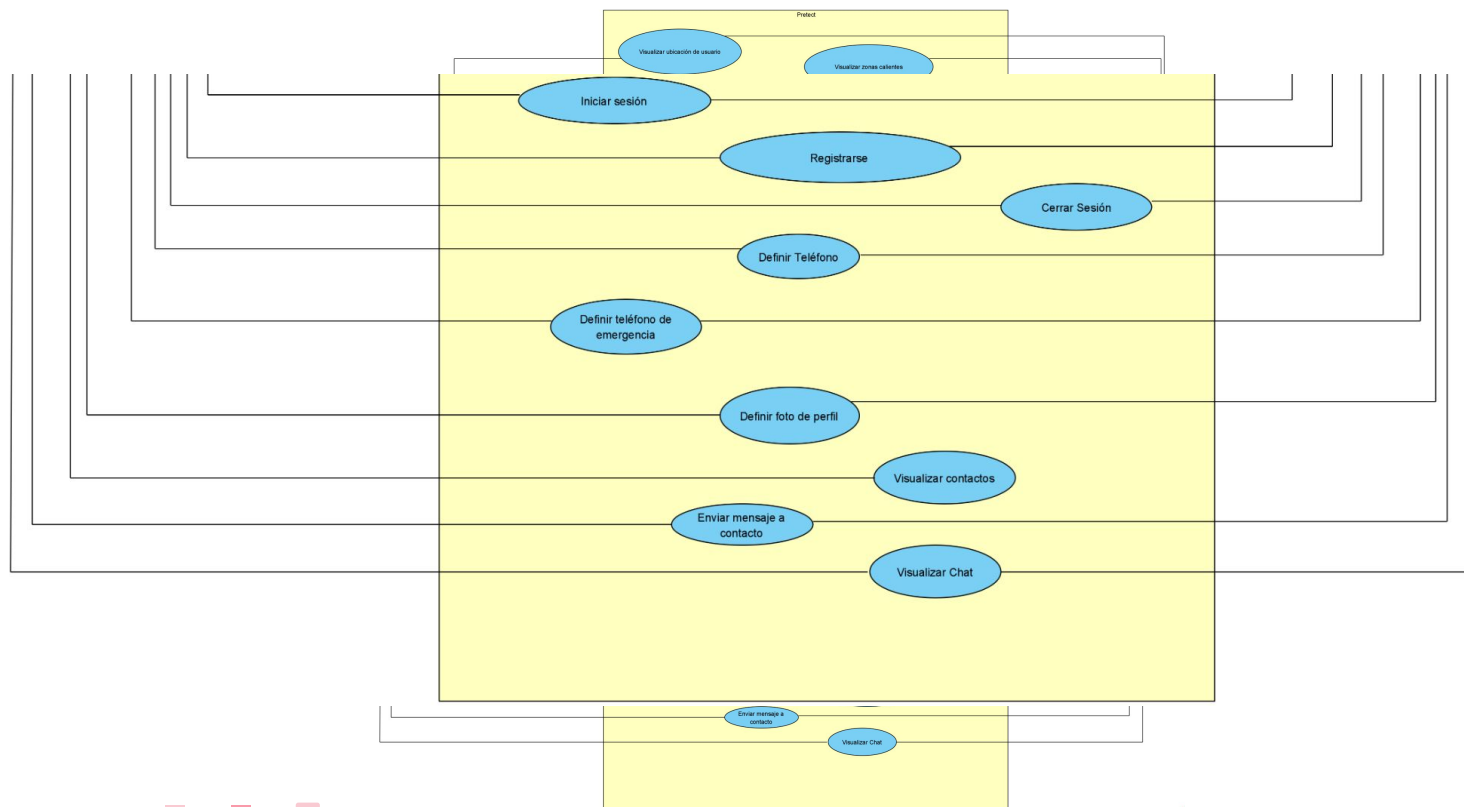 Pretect
Visualizar ubicación de usuario
Visualizar zonas calientes
Iniciar sesión
Registrarse
Cerrar Sesión
Definir Teléfono
Definir teléfono de
emergencia
Definir foto de perfil
Visualizar contactos
Enviar mensaje a
contacto
Visualizar Chat
Enviar mensaje a
contacto
Visualizar Chat